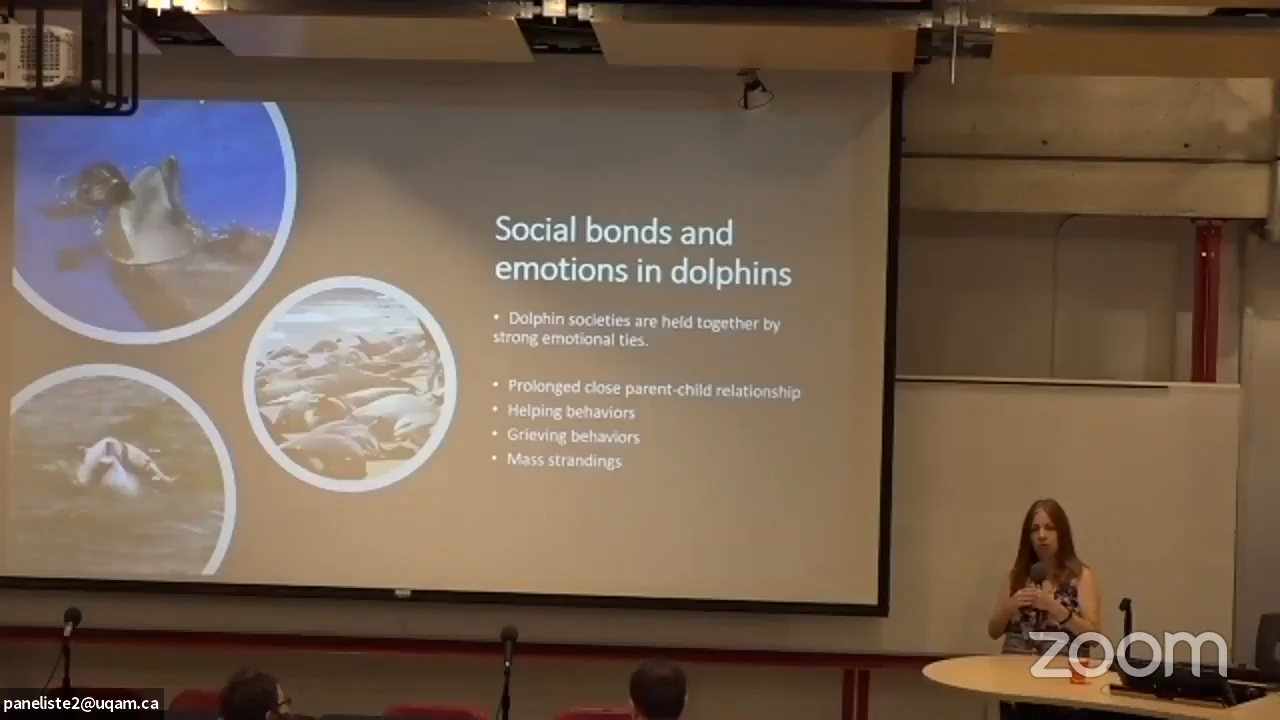 Social bonds and
emotions in dolphins
• Dolphin societies are held together by
strong emotional ties.
• Prolonged close parent-child relationship
• Helping behaviors
• Grieving behaviors
• Mass strandings
zoom
paneliste2@uqam.ca